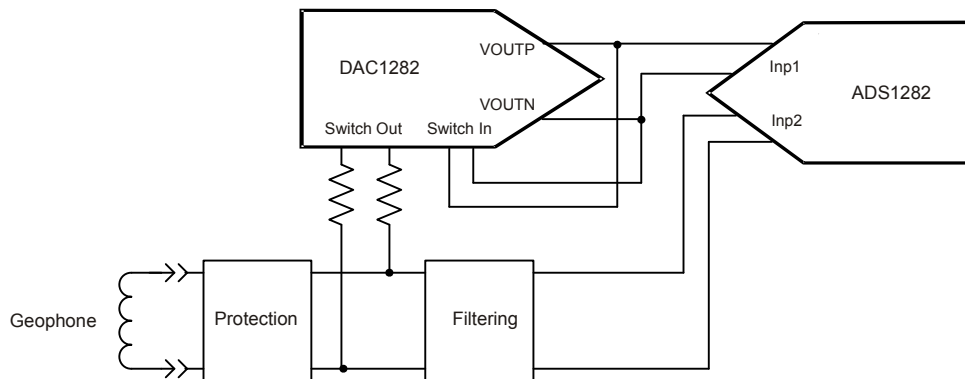 VOUTP
DAC1282
Inp1
ADS1282
VOUTN
Inp2
Switch Out
Switch In
Geophone
Protection
Filtering